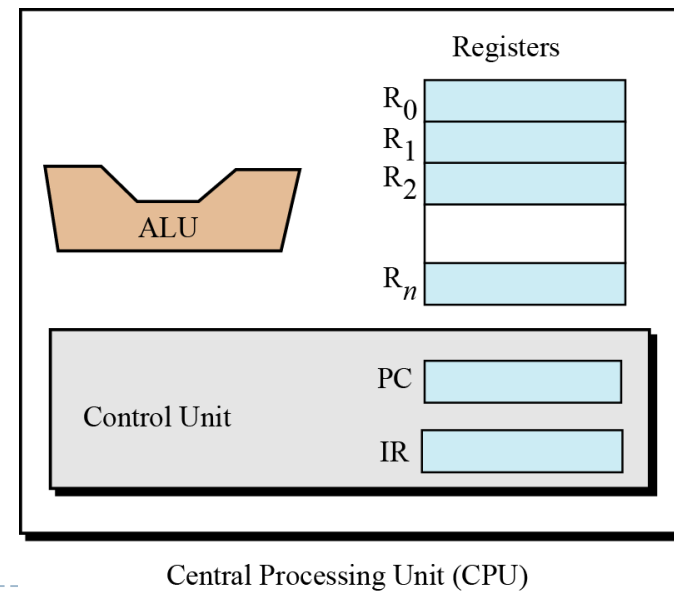 Registers
R0
R1
R2
ALU
Rn
PC
Control Unit
IR
Central Processing Unit (CPU)